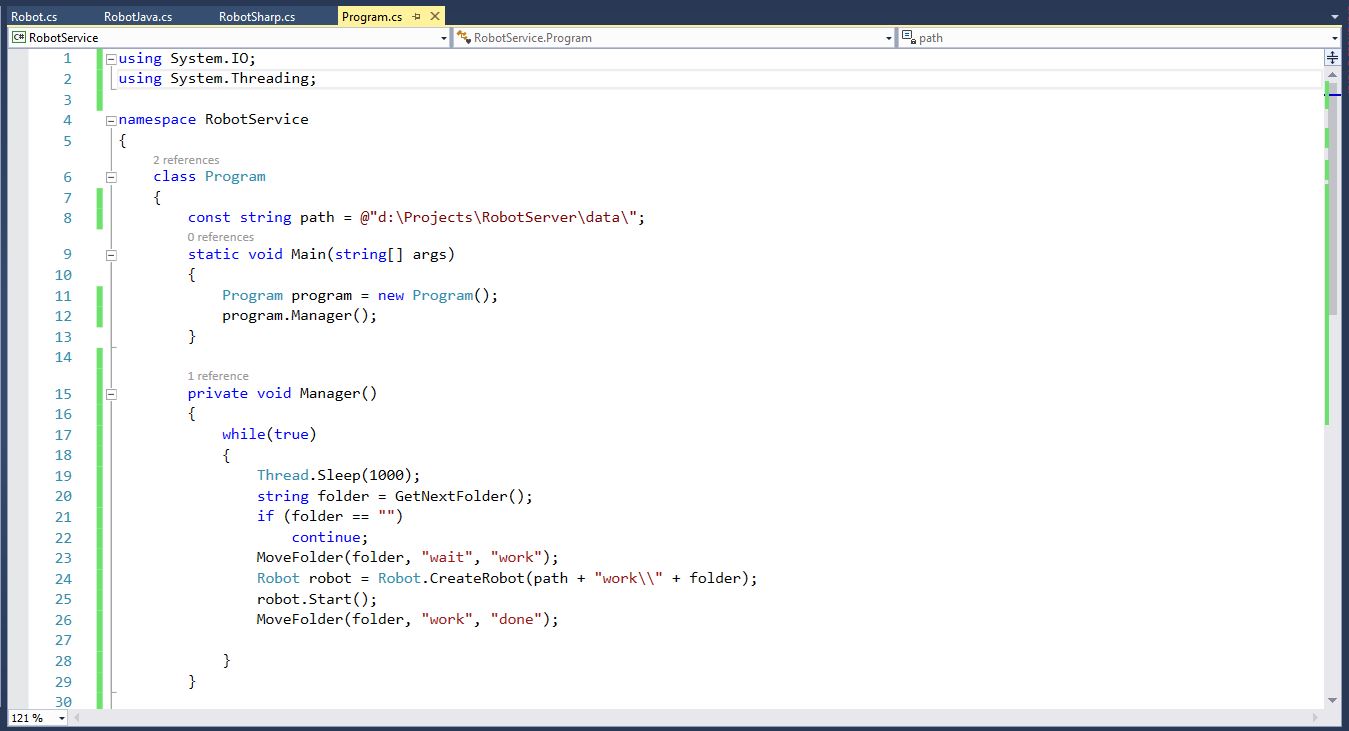 Robot.cs RobotJava.cs RobotSharp.cs Program.cs
C# RobotService RobotService.Program path
1 using System.IO;
2 using System.Threading;
3
4 namespace RobotService
5 {
2 references
6 class Program
7 {
8 const string path = @"d:\Projects\RobotServer\data\";
0 references
9 static void Main(string[] args)
10 {
11 Program program = new Program();
12 program.Manager();
13 }
14
1 reference
15 private void Manager()
16 {
17 while(true)
18 {
19 Thread.Sleep(1000);
20 string folder = GetNextFolder();
21 if (folder == "")
22 continue;
23 MoveFolder(folder, "wait", "work");
24 Robot robot = Robot.CreateRobot(path + "work\\" + folder);
25 robot.Start();
26 MoveFolder(folder, "work", "done");
27
28 }
29 }
30
121 %